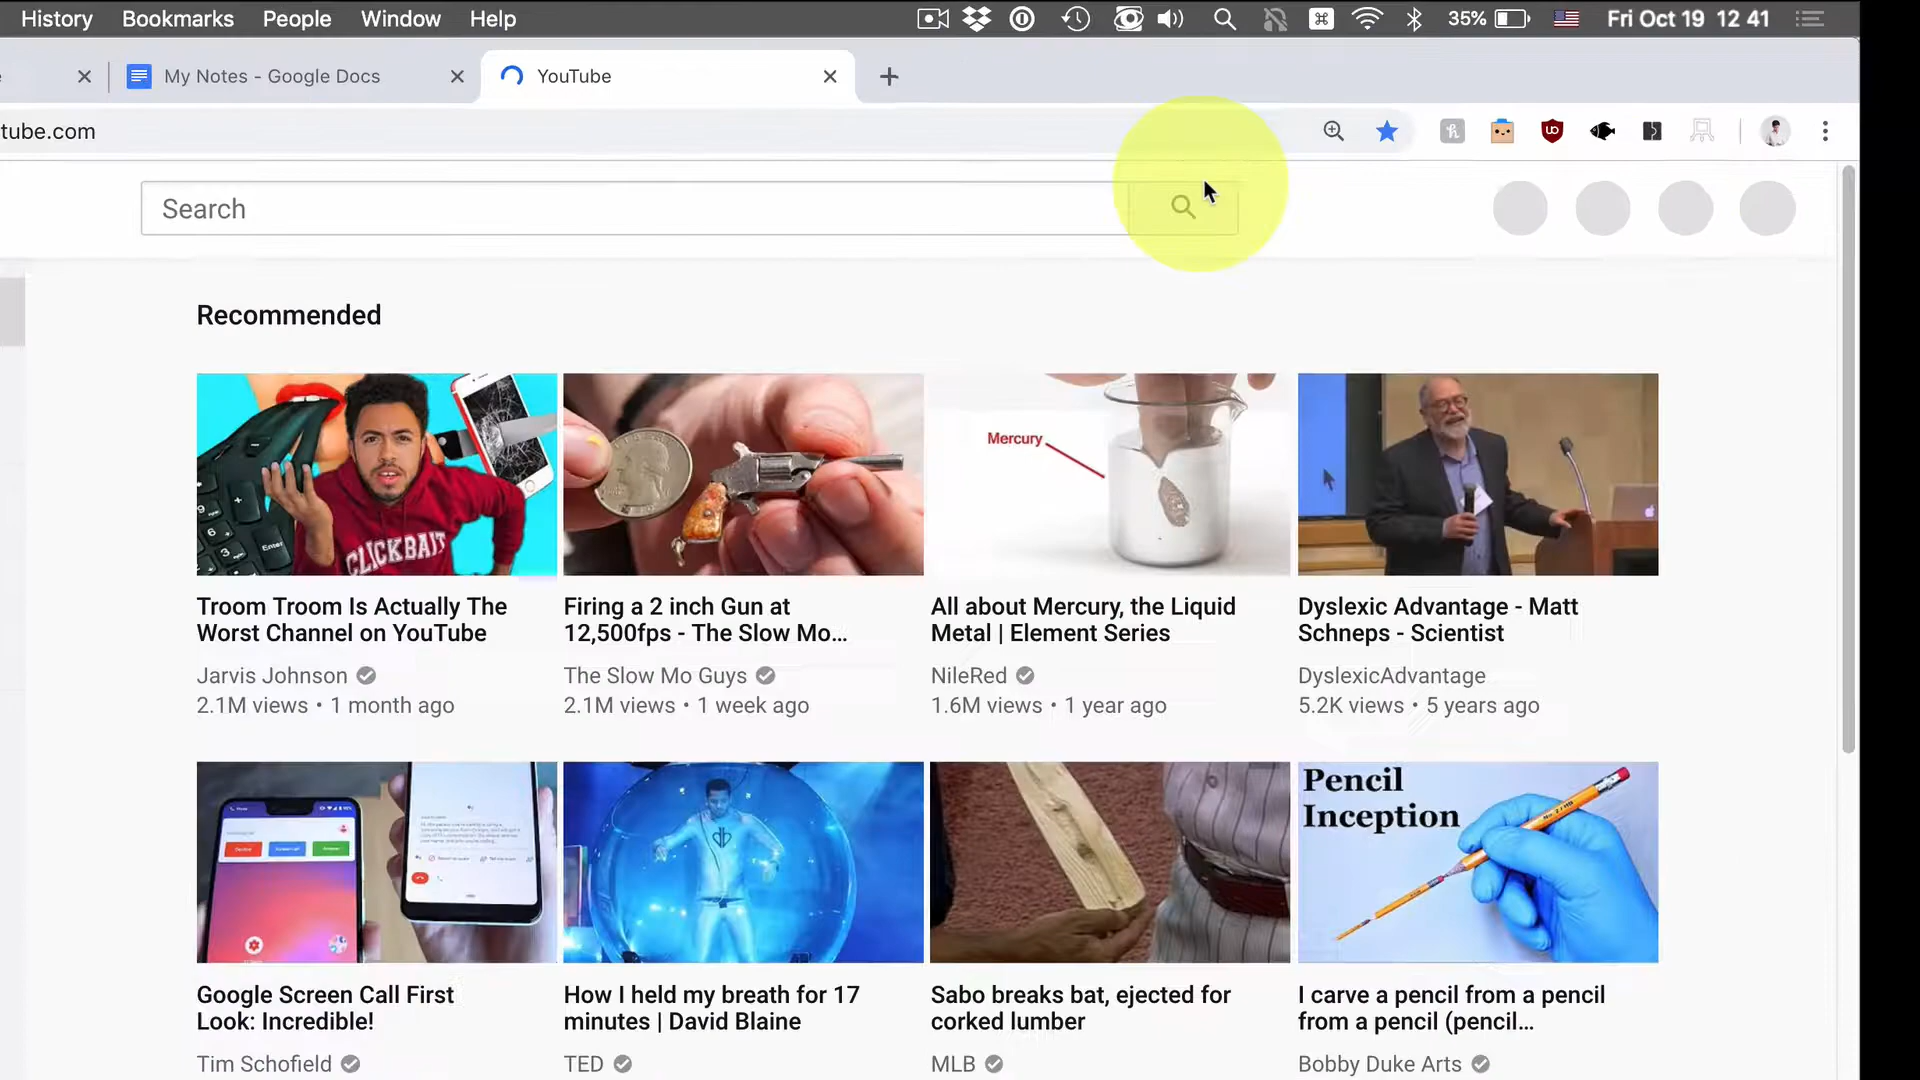 History Bookmarks People Window Help 35% Fri Oct 19 12 41
My Notes - Google Docs YouTube
tube.com
Search
Recommended
CLICKBAIT
Enter
Mercury
Troom Troom Is Actually The
Worst Channel on YouTube
Firing a 2 inch Gun at
12,500fps - The Slow Mo...
All about Mercury, the Liquid
Metal | Element Series
Dyslexic Advantage - Matt
Schneps - Scientist
Jarvis Johnson
The Slow Mo Guys
NileRed
DyslexicAdvantage
2.1M views • 1 month ago
2.1M views • 1 week ago
1.6M views • 1 year ago
5.2K views • 5 years ago
Pencil
Inception
Google Screen Call First
Look: Incredible!
How I held my breath for 17
minutes | David Blaine
Sabo breaks bat, ejected for
corked lumber
I carve a pencil from a pencil
from a pencil (pencil...
Tim Schofield
TED
MLB
Bobby Duke Arts